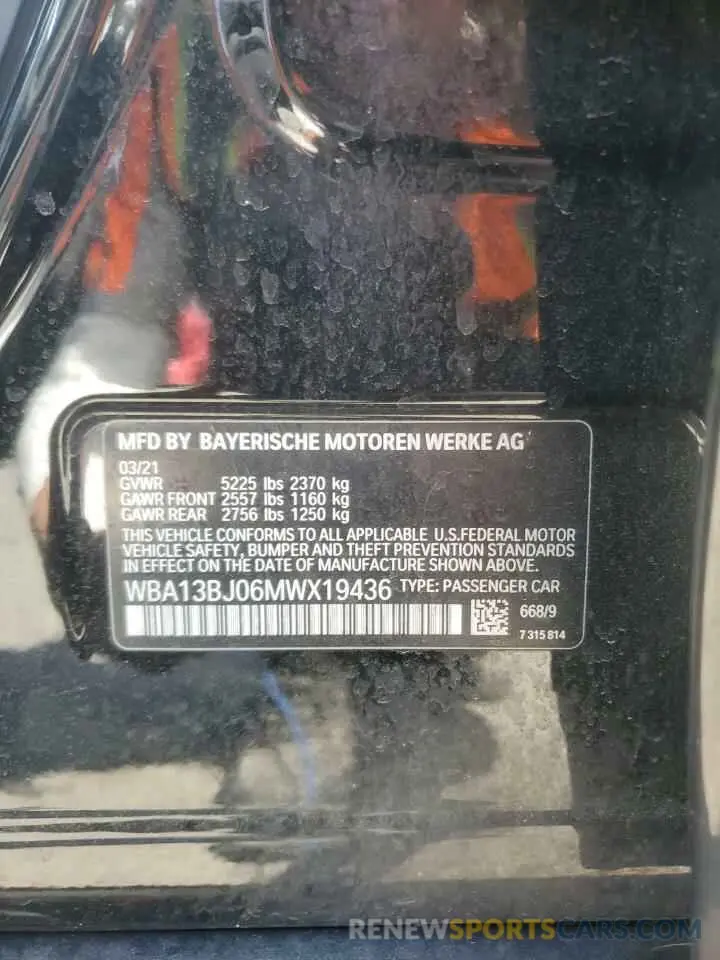 MFD BY BAYERISCHE MOTOREN WERKE AG
03/21
GVWR 5225 lbs 2370 kg
GAWR FRONT 2557 lbs 1160 kg
GAWR REAR 2756 lbs 1250 kg
THIS VEHICLE CONFORMS TO ALL APPLICABLE U.S.FEDERAL MOTOR
VEHICLE SAFETY, BUMPER AND THEFT PREVENTION STANDARDS
IN EFFECT ON THE DATE OF MANUFACTURE SHOWN ABOVE.
WBA13BJ06MWX19436 TYPE: PASSENGER CAR
668/9
7 315 814
RENEWSPORTSCARS.COM